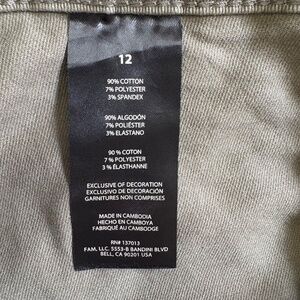 12
90% COTTON
7% POLYESTER
3% SPANDEX
90% ALGODÓN
7% POLIÉSTER
3% ELASTANO
90 % COTON
7 % POLYESTER
3 % ÉLASTHANNE
EXCLUSIVE OF DECORATION
EXCLUSIVO DE DECORACIÓN
GARNITURES NON COMPRISES
MADE IN CAMBODIA
HECHO EN CAMBOYA
FABRIQUÉ AU CAMBODGE
RN# 137013
FAM, LLC. 5553-B BANDINI BLVD
BELL, CA 90201 USA